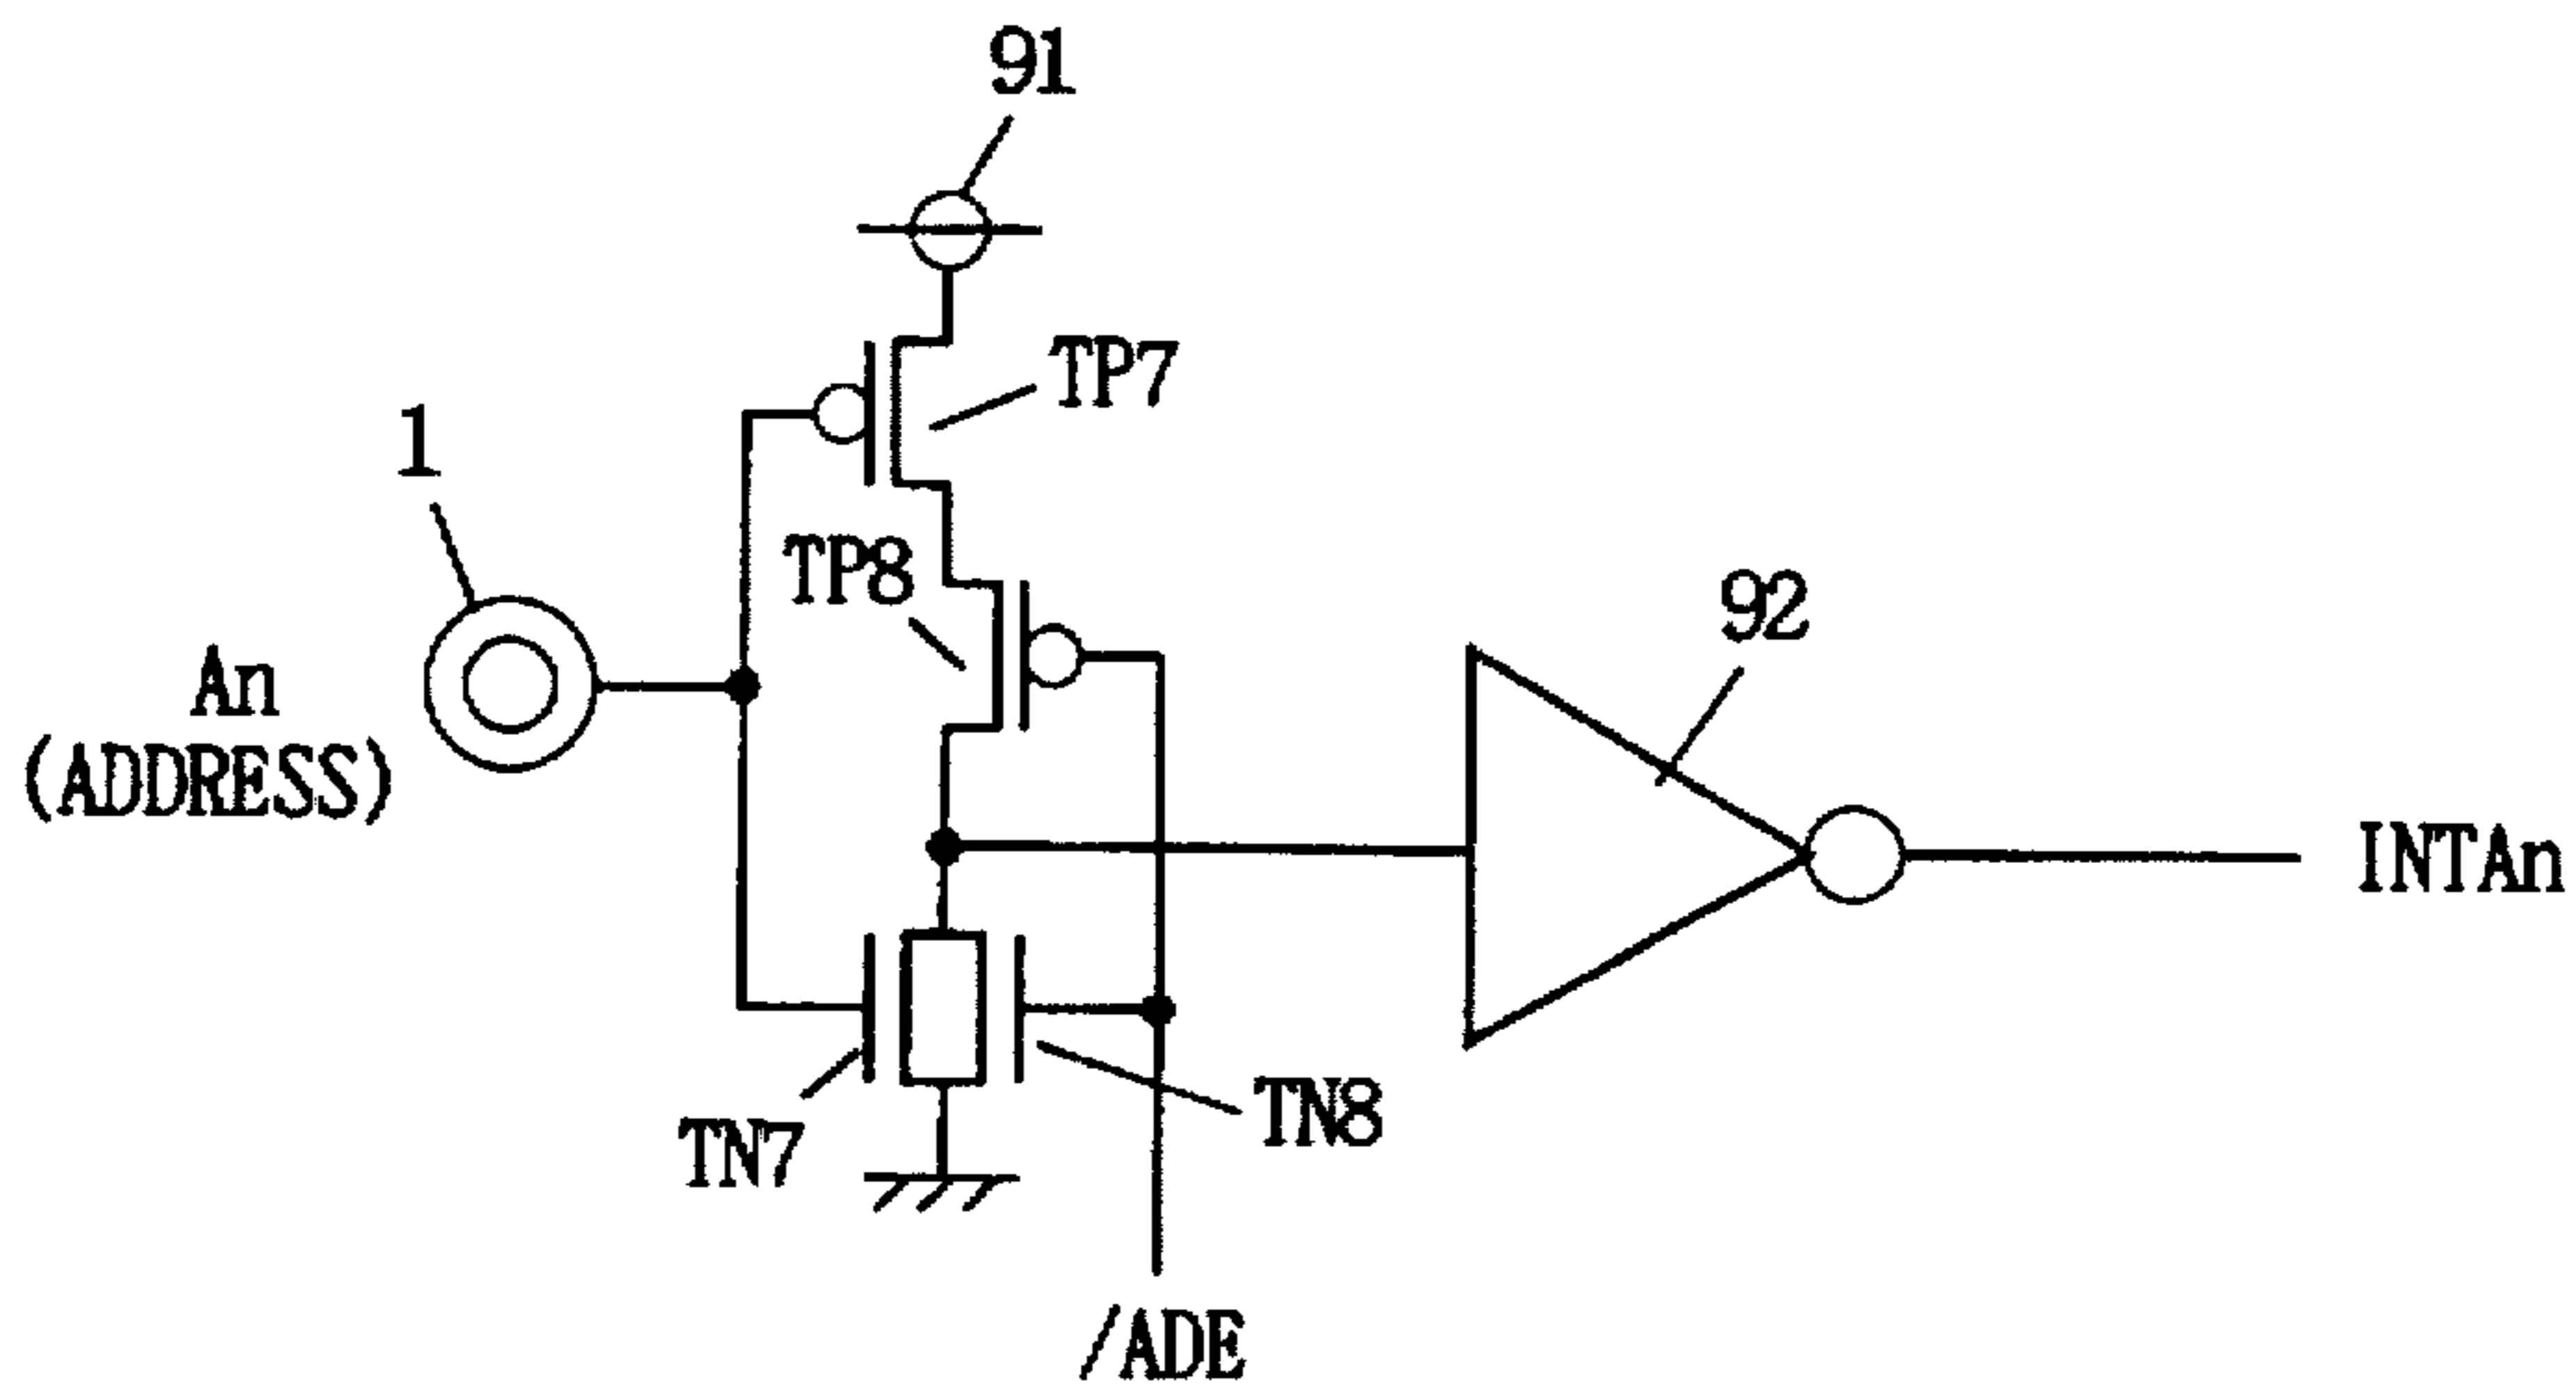 91
TP7
1
TP8
92
An
(ADDRESS)
INTAn
TN7
TN8
/ADE